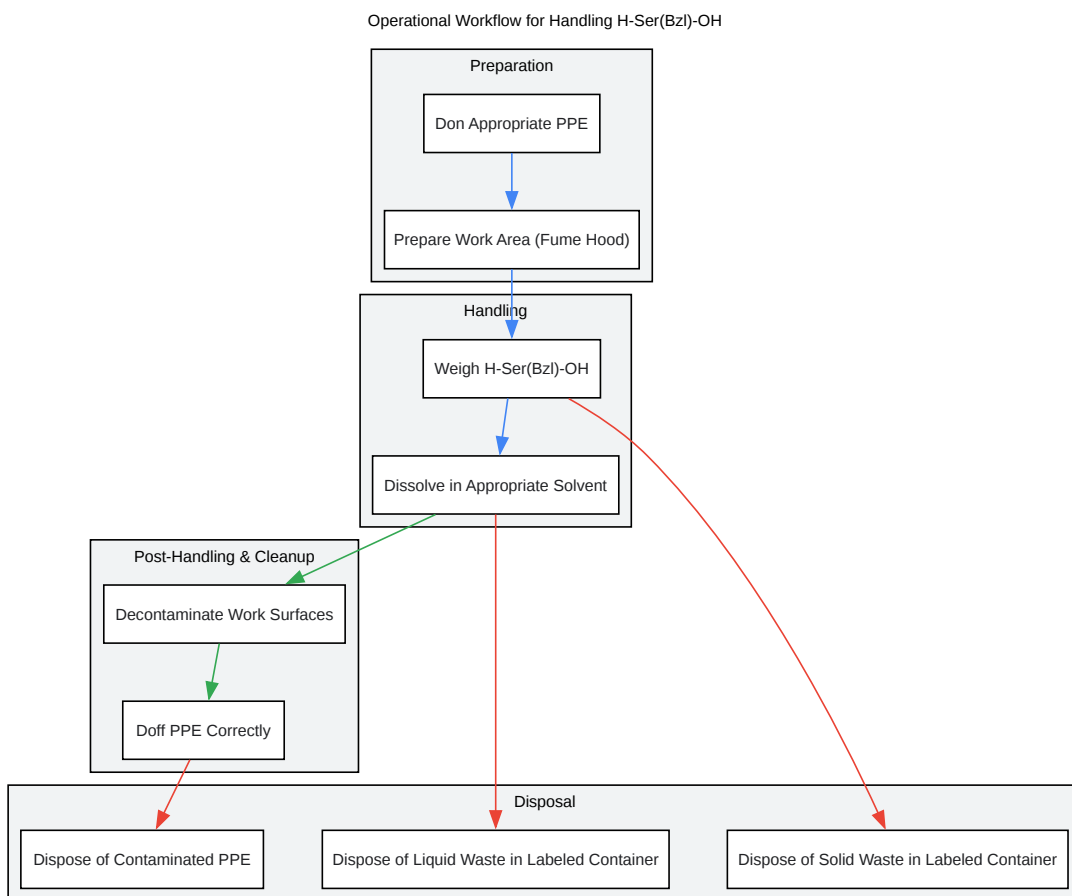 Operational Workflow for Handling H-Ser(Bzl)-OH
Preparation
Don Appropriate PPE
Prepare Work Area (Fume Hood)
Handling
Weigh H-Ser(Bzl)-OH
Dissolve in Appropriate Solvent
Post-Handling & Cleanup
Decontaminate Work Surfaces
Doff PPE Correctly
Disposal
Dispose of Contaminated PPE
Dispose of Liquid Waste in Labeled Container
Dispose of Solid Waste in Labeled Container